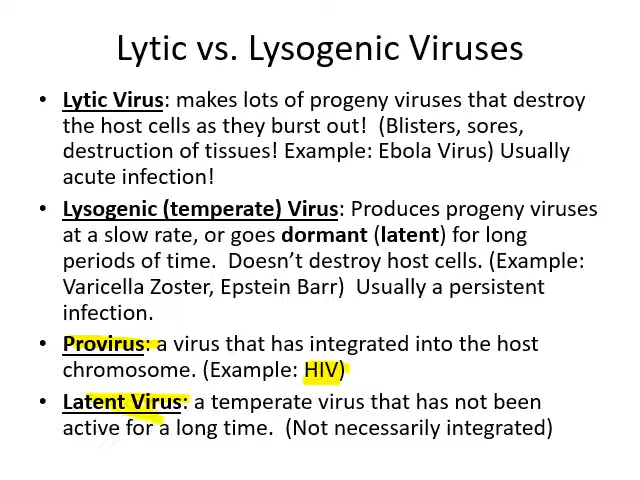 Lytic vs. Lysogenic Viruses
• Lytic Virus: makes lots of progeny viruses that destroy
the host cells as they burst out!  (Blisters, sores,
destruction of tissues! Example: Ebola Virus) Usually
acute infection!
• Lysogenic (temperate) Virus: Produces progeny viruses
at a slow rate, or goes dormant (latent) for long
periods of time.  Doesn’t destroy host cells. (Example:
Varicella Zoster, Epstein Barr)  Usually a persistent
infection.
• Provirus: a virus that has integrated into the host
chromosome. (Example: HIV)
• Latent Virus: a temperate virus that has not been
active for a long time.  (Not necessarily integrated)